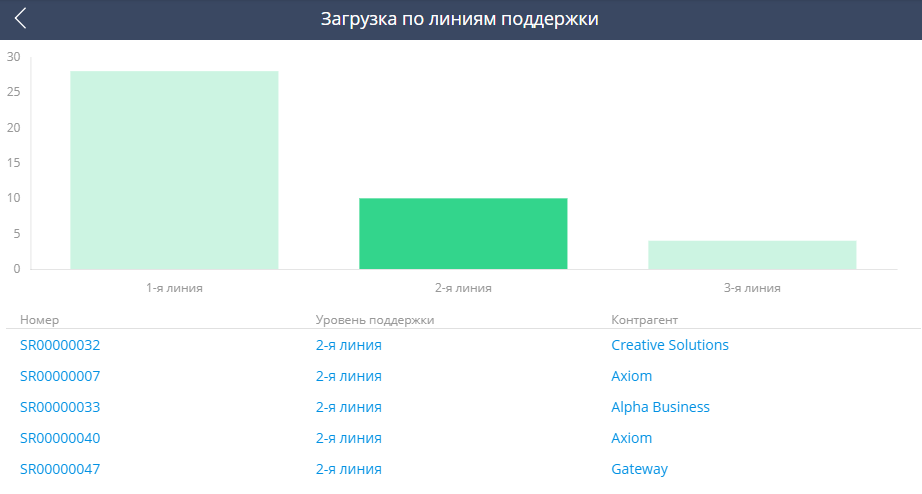 Загрузка по линиям поддержки
30
25
20
15
10
5
0
1-я линия 2-я линия 3-я линия
Номер Уровень поддержки Контрагент
SR00000032 2-я линия Creative Solutions
SR00000007 2-я линия Axiom
SR00000033 2-я линия Alpha Business
SR00000040 2-я линия Axiom
SR00000047 2-я линия Gateway